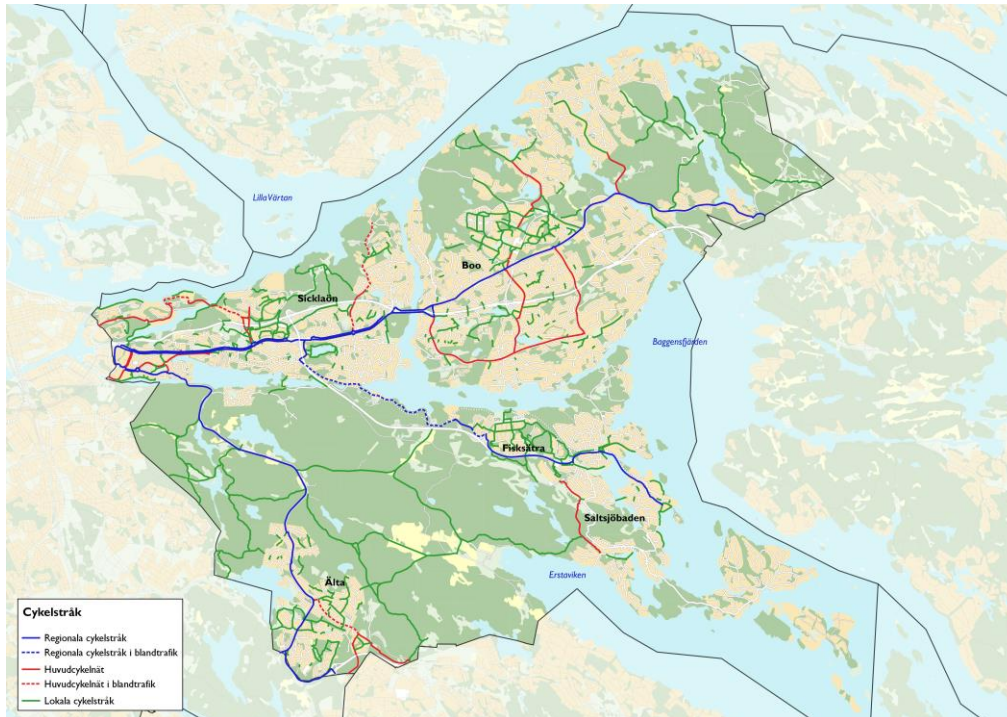 Lilla Värtan
Boo
Sicklaön
Baggensfjärden
Fisksätra
Saltsjöbaden
Erstaviken
Älta
Cykelstråk
Regionala cykelstråk
Regionala cykelstråk i blandtrafik
Huvudcykelnät
Huvudcykelnät i blandtrafik
Lokala cykelstråk